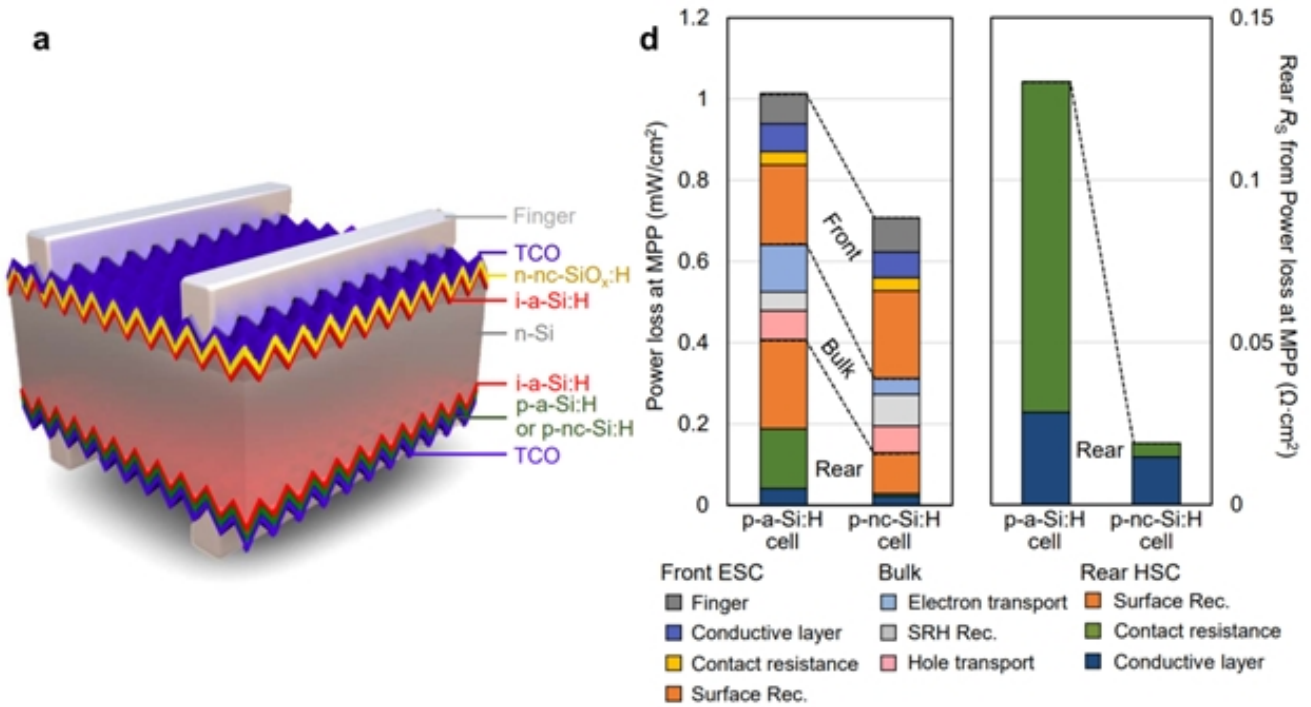 a
Finger
TCO
n-nc-SiOₓ:H
i-a-Si:H
n-Si
i-a-Si:H
p-a-Si:H
or p-nc-Si:H
TCO
d
Power loss at MPP (mW/cm²)
1.2
1
0.8
0.6
0.4
0.2
0
Front
Bulk
Rear
p-a-Si:H
cell
p-nc-Si:H
cell
Rear
p-a-Si:H
cell
p-nc-Si:H
cell
0.15
0.1
0.05
0
Rear Rₛ from Power loss at MPP (Ω·cm²)
Front ESC
Finger
Conductive layer
Contact resistance
Surface Rec.
Bulk
Electron transport
SRH Rec.
Hole transport
Rear HSC
Surface Rec.
Contact resistance
Conductive layer